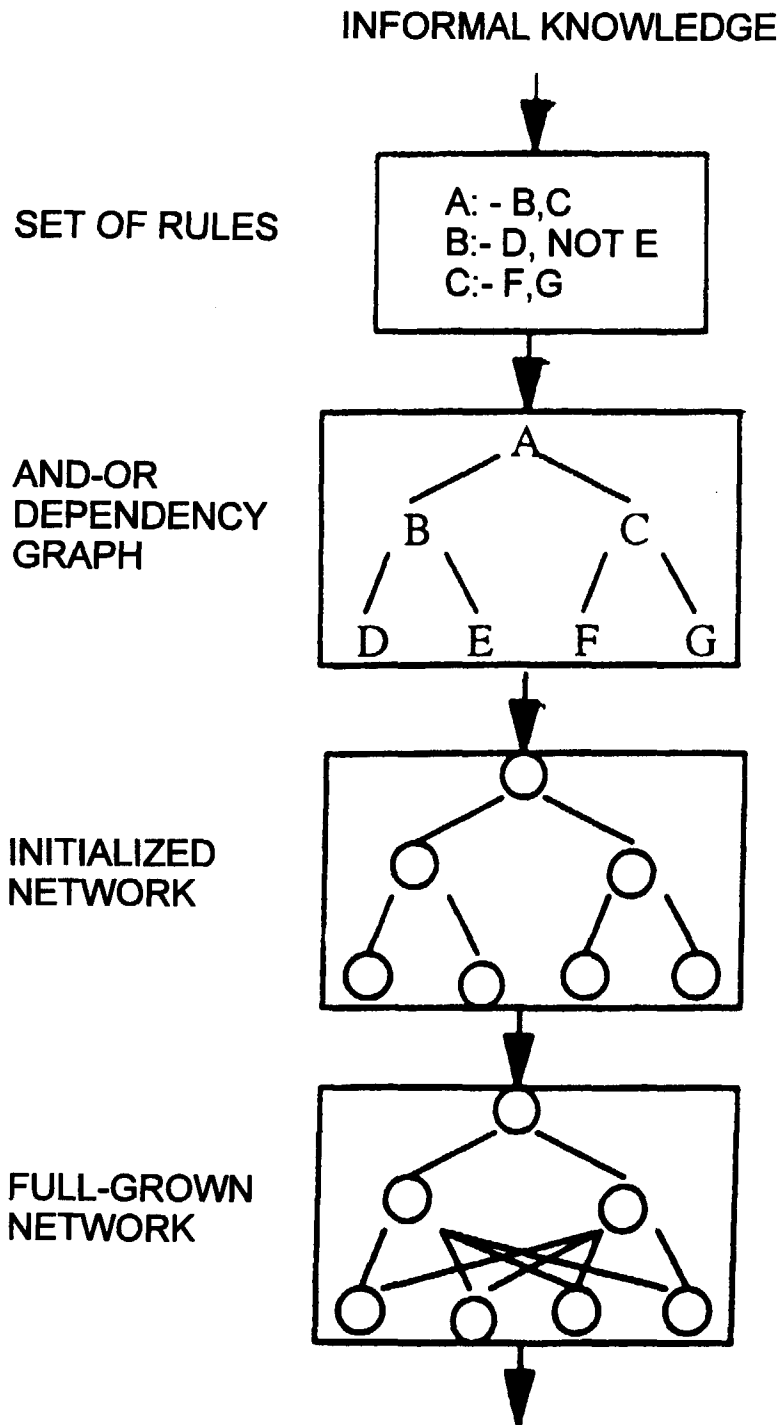 INFORMAL KNOWLEDGE
SET OF RULES
A: - B,C
B:- D, NOT E
C:- F,G
AND-OR
DEPENDENCY
GRAPH
A
B C
D E F G
INITIALIZED
NETWORK
FULL-GROWN
NETWORK